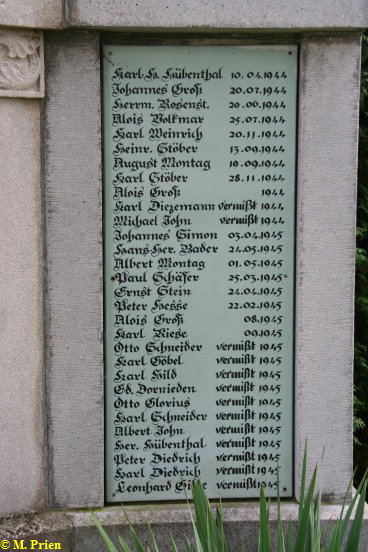 Karl-H. Hübenthal 10.04.1944
Johannes Groß 20.07.1944
Herrm. Rosenst. 20.06.1944
Alois Volkmar 25.07.1944
Karl Weinrich 20.11.1944
Heinr. Stöber 13.09.1944
August Montag 19.09.1944
Karl Stöber 28.11.1944
Alois Groß 1944
Karl Diezemann vermißt 1944
Michael John vermißt 1944
Johannes Simon 03.04.1945
Hans-Her. Bader 21.05.1945
Albert Montag 01.05.1945
Paul Schäfer 25.03.1945
Ernst Stein 24.04.1945
Peter Hesse 22.02.1945
Alois Groß 08.1945
Karl Riese 09.1945
Otto Schneider vermißt 1945
Karl Göbel vermißt 1945
Karl Hild vermißt 1945
Ed. Dornieden vermißt 1945
Otto Glorius vermißt 1945
Karl Schneider vermißt 1945
Albert John vermißt 1945
Her. Hübenthal vermißt 1945
Peter Diedrich vermißt 1945
Karl Diedrich vermißt 1945
Leonhard vermißt 1945
© M. Prien